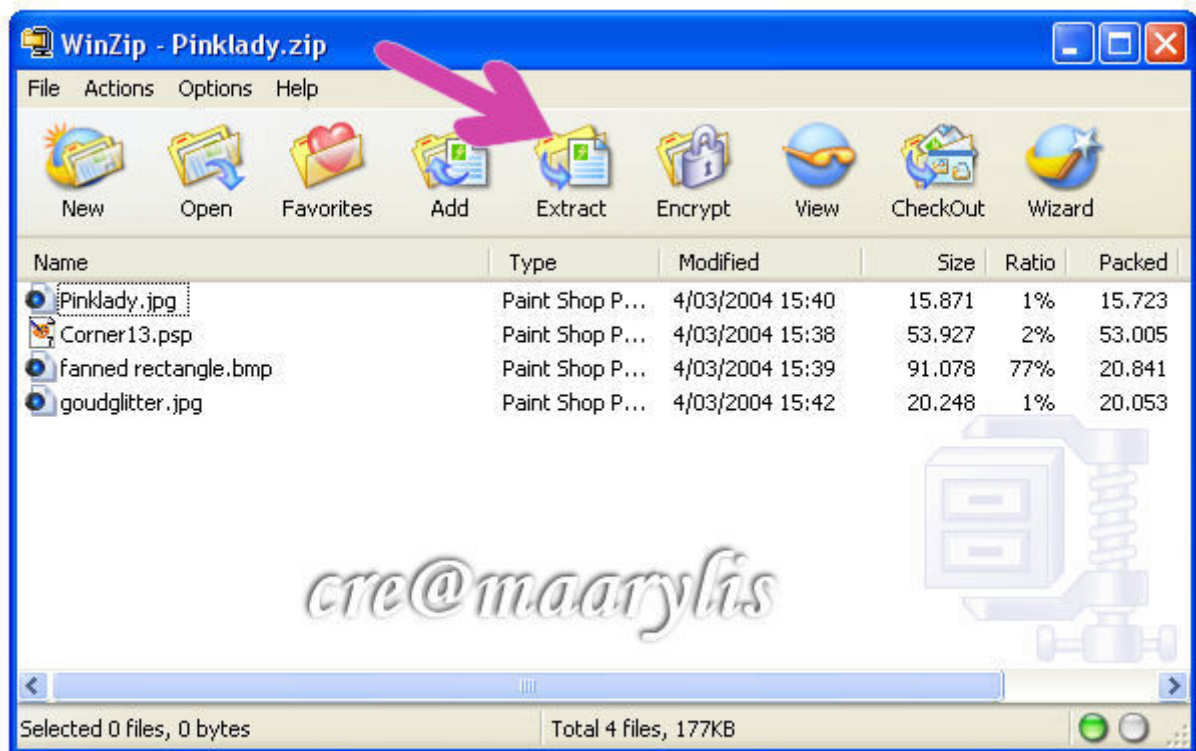 WinZip - Pinklady.zip
File Actions Options Help
New Open Favorites Add Extract Encrypt View CheckOut Wizard
Name Type Modified Size Ratio Packed
Pinklady.jpg Paint Shop P... 4/03/2004 15:40 15.871 1% 15.723
Corner13.psp Paint Shop P... 4/03/2004 15:38 53.927 2% 53.005
fanned rectangle.bmp Paint Shop P... 4/03/2004 15:39 91.078 77% 20.841
goudglitter.jpg Paint Shop P... 4/03/2004 15:42 20.248 1% 20.053
cre@maarylis
Selected 0 files, 0 bytes Total 4 files, 177KB